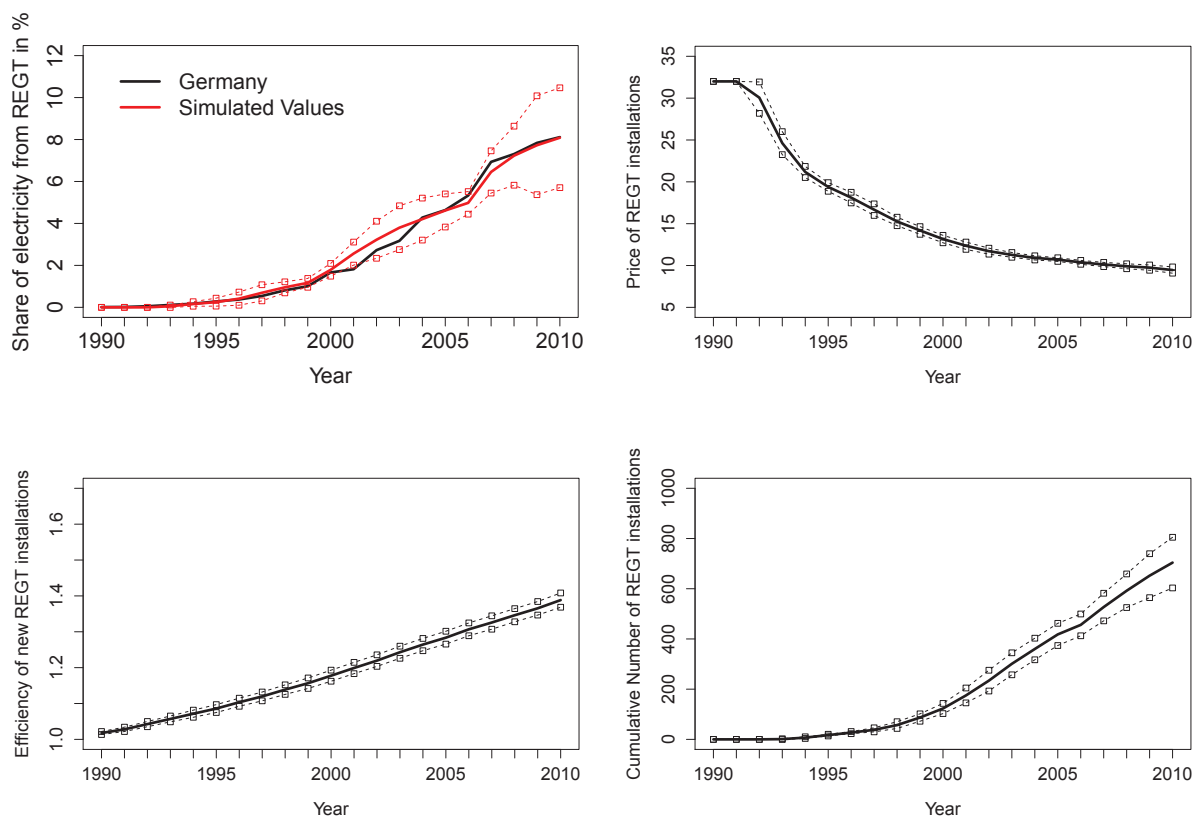 Share of electricity from REGT in %
12
10
8
6
4
2
0
Germany
Simulated Values
1990 1995 2000 2005 2010
Year
Price of REGT installations
35
30
25
20
15
10
5
1990 1995 2000 2005 2010
Year
Efficiency of new REGT installations
1.6
1.4
1.2
1.0
1990 1995 2000 2005 2010
Year
Cumulative Number of REGT installations
1000
800
600
400
200
0
1990 1995 2000 2005 2010
Year